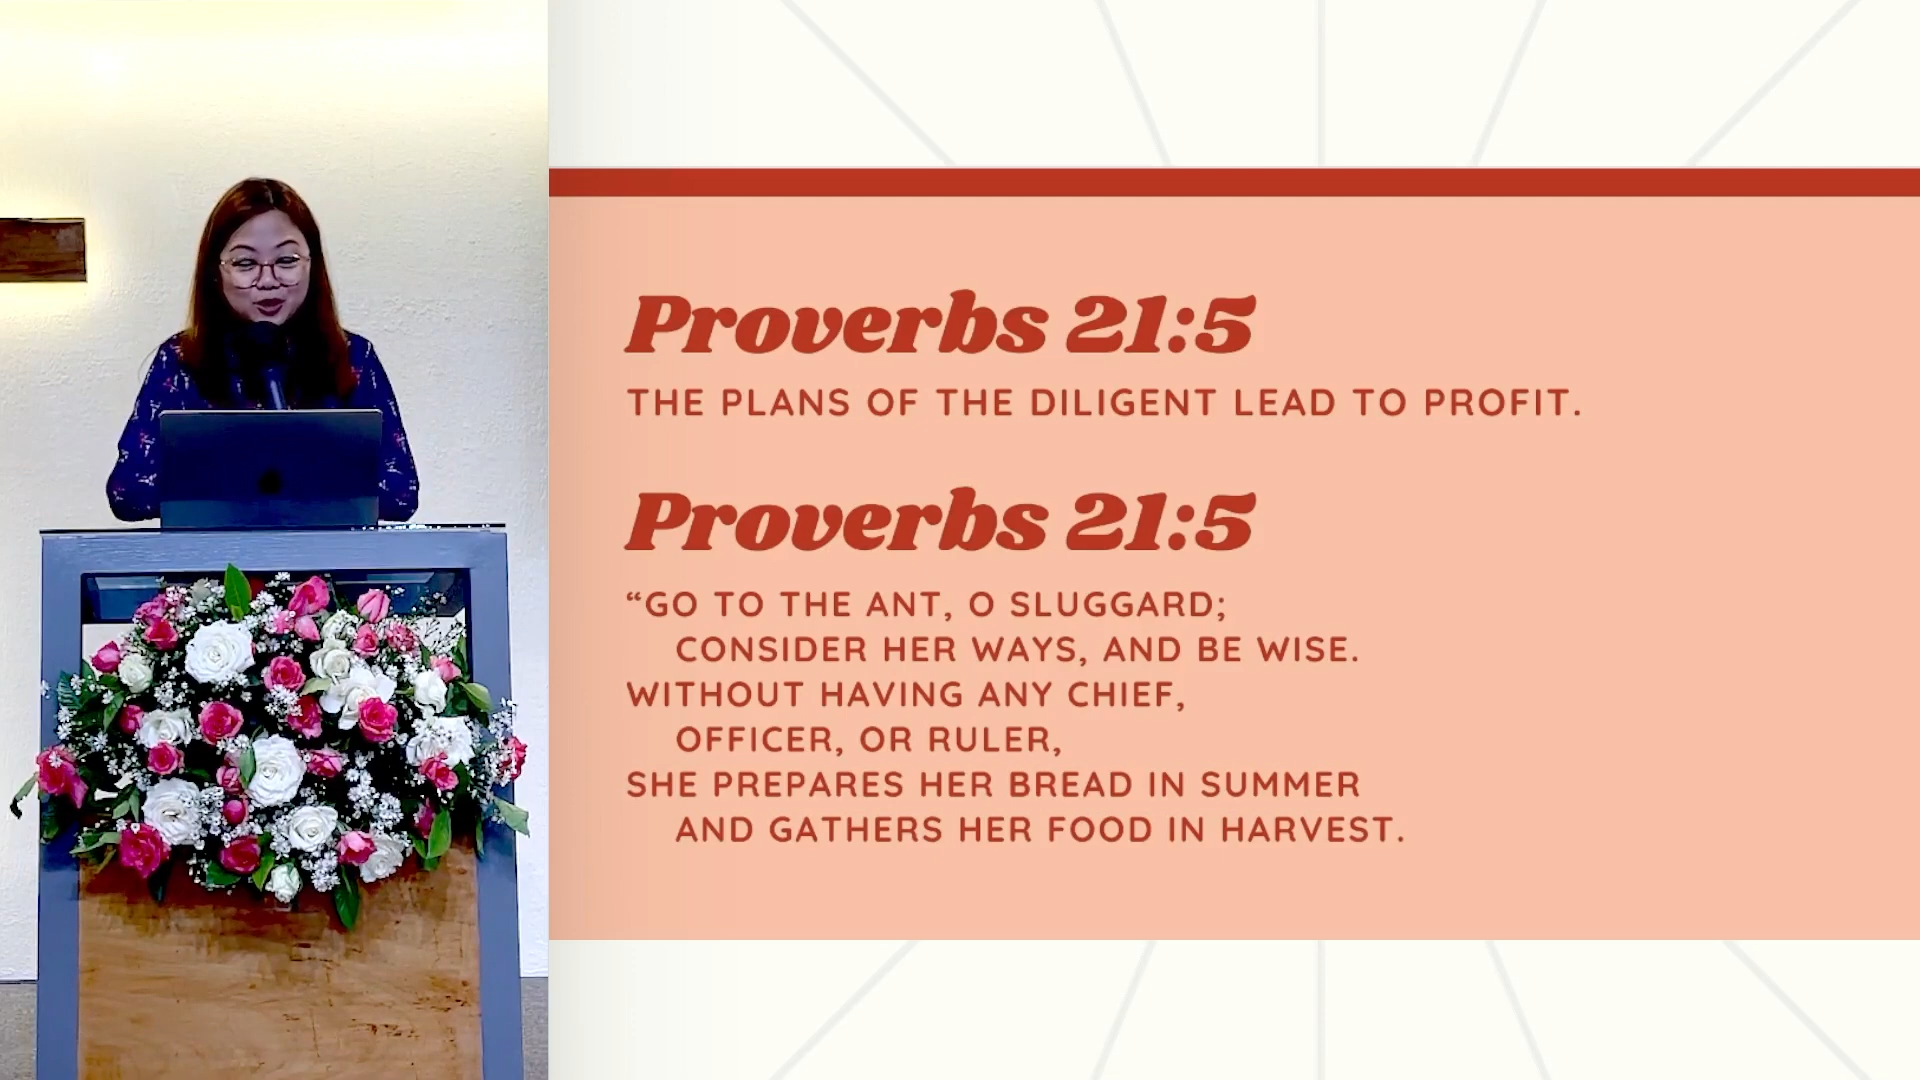 Proverbs 21:5
THE PLANS OF THE DILIGENT LEAD TO PROFIT.
Proverbs 21:5
“GO TO THE ANT, O SLUGGARD;
CONSIDER HER WAYS, AND BE WISE.
WITHOUT HAVING ANY CHIEF,
OFFICER, OR RULER,
SHE PREPARES HER BREAD IN SUMMER
AND GATHERS HER FOOD IN HARVEST.